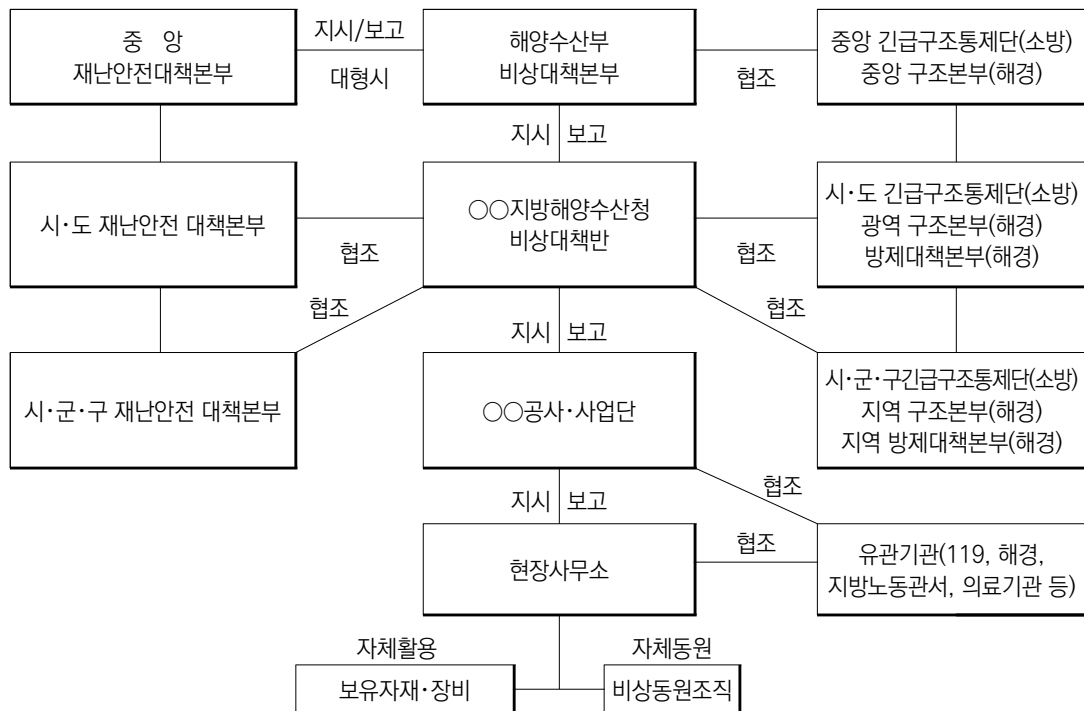 중 앙
재난안전대책본부
지시/보고
대형시
해양수산부
비상대책본부
협조
중앙 긴급구조통제단(소방)
중앙 구조본부(해경)
지시 보고
시·도 재난안전 대책본부
협조
○○지방해양수산청
비상대책반
협조
시·도 긴급구조통제단(소방)
광역 구조본부(해경)
방제대책본부(해경)
협조
지시 보고
협조
시·군·구 재난안전 대책본부
○○공사·사업단
시·군·구긴급구조통제단(소방)
지역 구조본부(해경)
지역 방제대책본부(해경)
지시 보고
협조
현장사무소
협조
유관기관(119, 해경,
지방노동관서, 의료기관 등)
자체활용
자체동원
보유자재·장비
비상동원조직